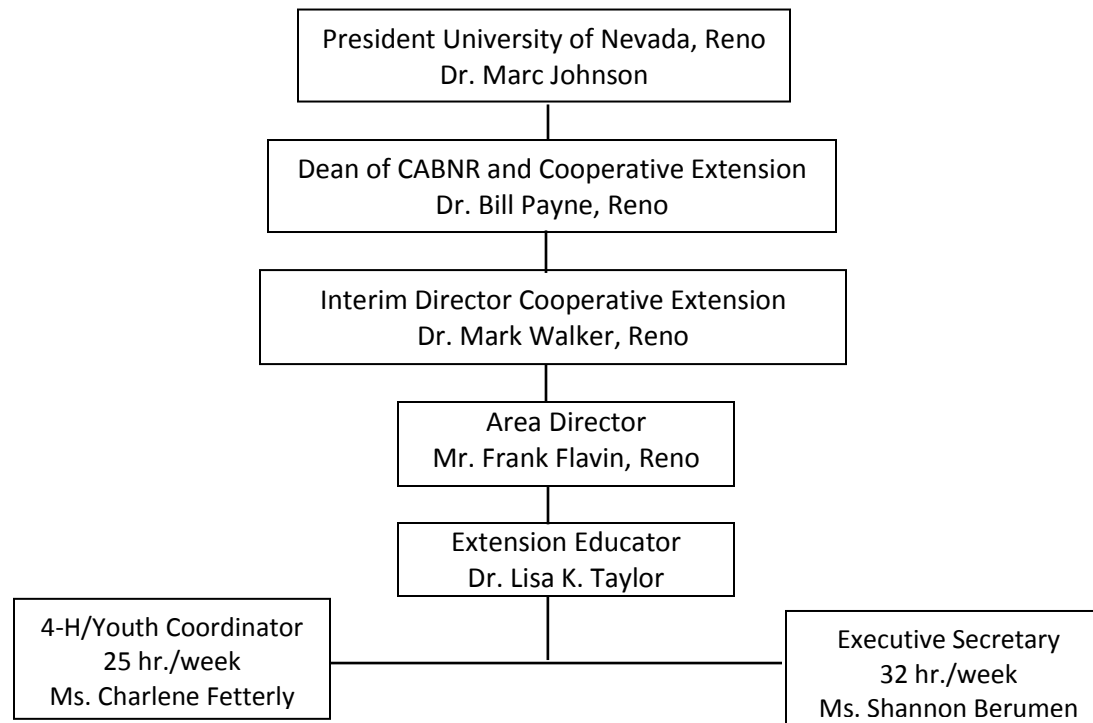 President University of Nevada, Reno
Dr. Marc Johnson
Dean of CABNR and Cooperative Extension
Dr. Bill Payne, Reno
Interim Director Cooperative Extension
Dr. Mark Walker, Reno
Area Director
Mr. Frank Flavin, Reno
Extension Educator
Dr. Lisa K. Taylor
4-H/Youth Coordinator
25 hr./week
Ms. Charlene Fetterly
Executive Secretary
32 hr./week
Ms. Shannon Berumen